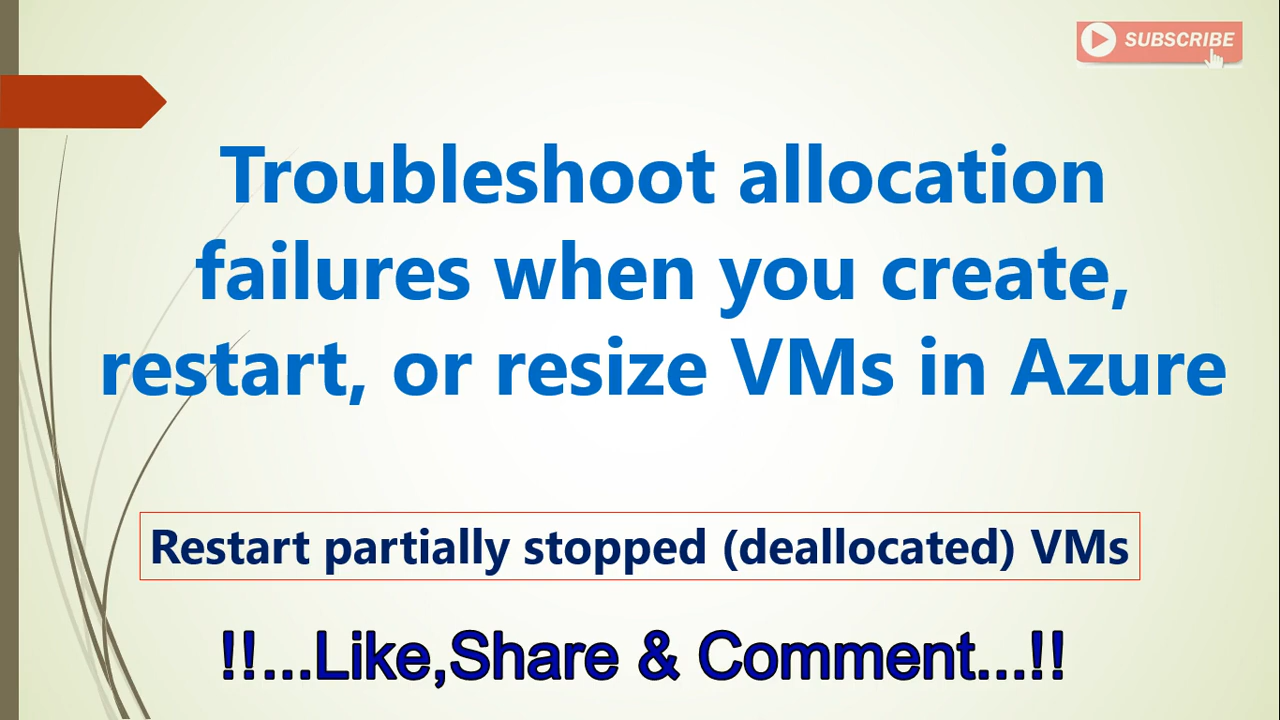 SUBSCRIBE
Troubleshoot allocation
failures when you create,
restart, or resize VMs in Azure
Restart partially stopped (deallocated) VMs
!!...Like,Share & Comment...!!